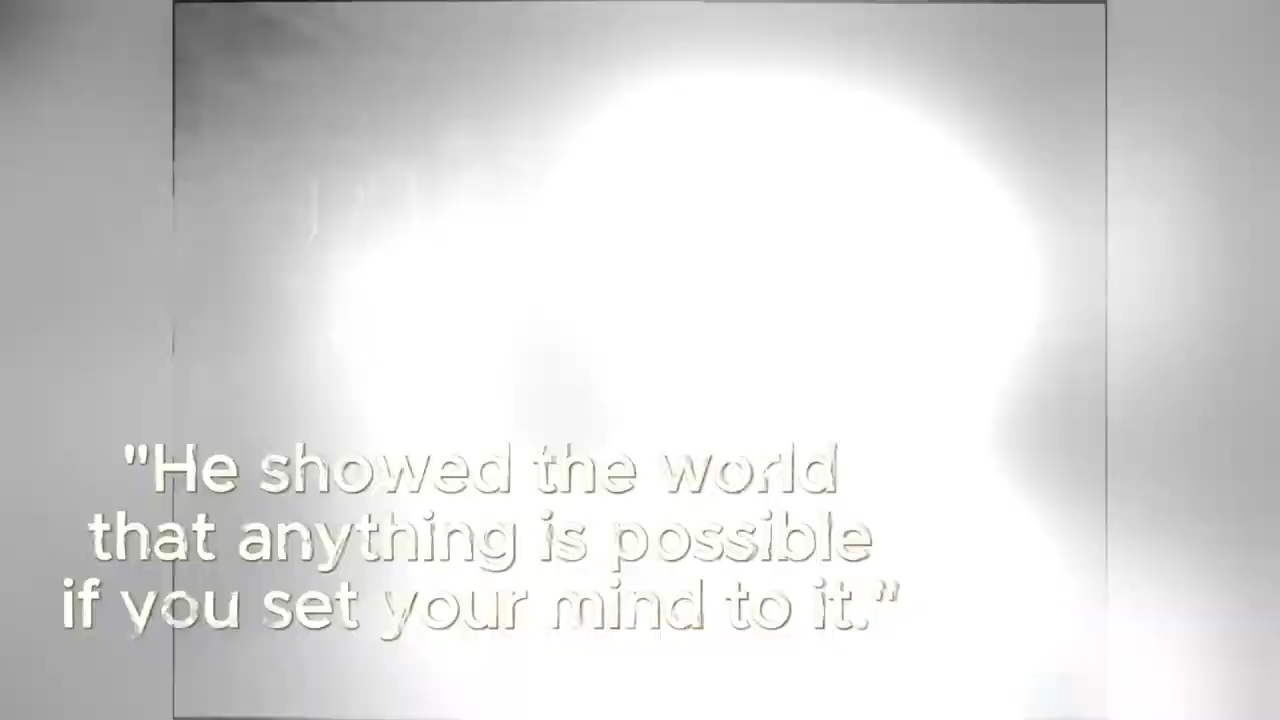 "He showed the world
that anything is possible
if you set your mind to it."